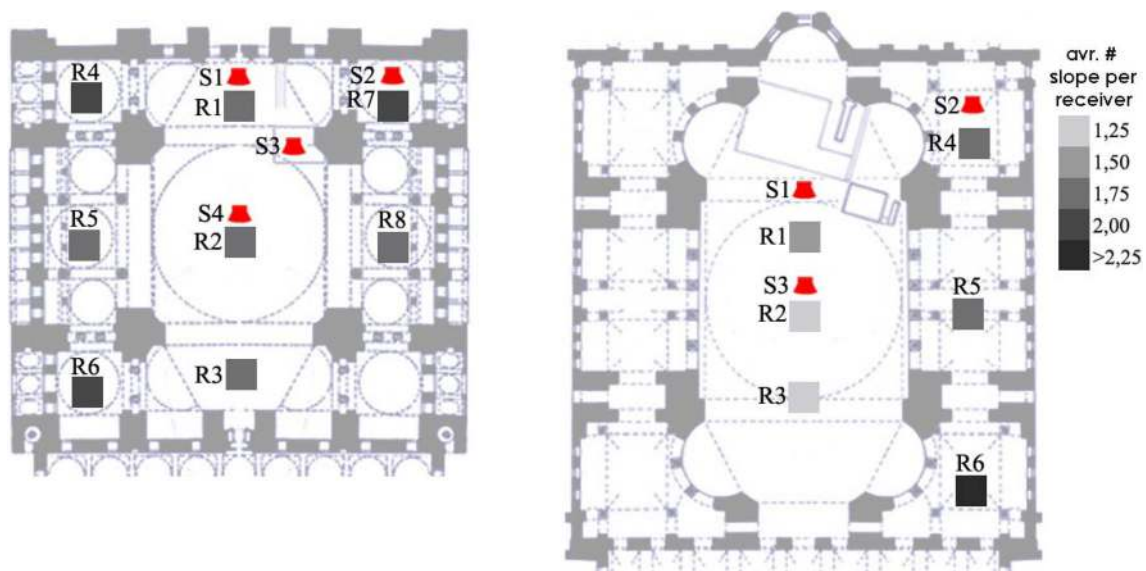 R4
S1
R1
S2
R7
S3
S4
R2
R5
R8
R3
R6
S2
R4
S1
R1
S3
R2
R5
R3
R6
avr. #
slope per
receiver
1,25
1,50
1,75
2,00
>2,25